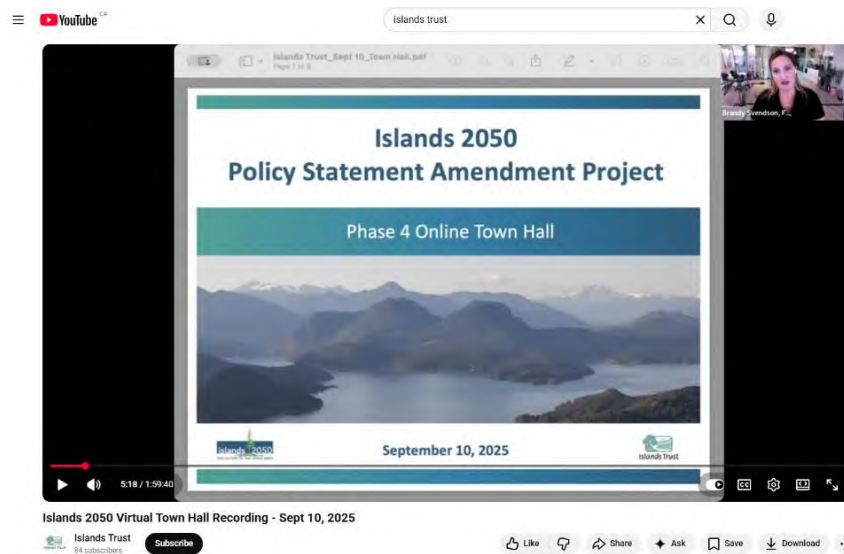 YouTube CA
islands trust
Islands Trust_Sept 10_Town Hall.pdf
Page 1 of 8
Brandy Svendson, F...
Islands 2050
Policy Statement Amendment Project
Phase 4 Online Town Hall
Islands 2050
September 10, 2025
Islands Trust
5:18 / 1:59:40
CC
Islands 2050 Virtual Town Hall Recording - Sept 10, 2025
Islands Trust
84 subscribers
Subscribe
Like
Share
Ask
Save
Download